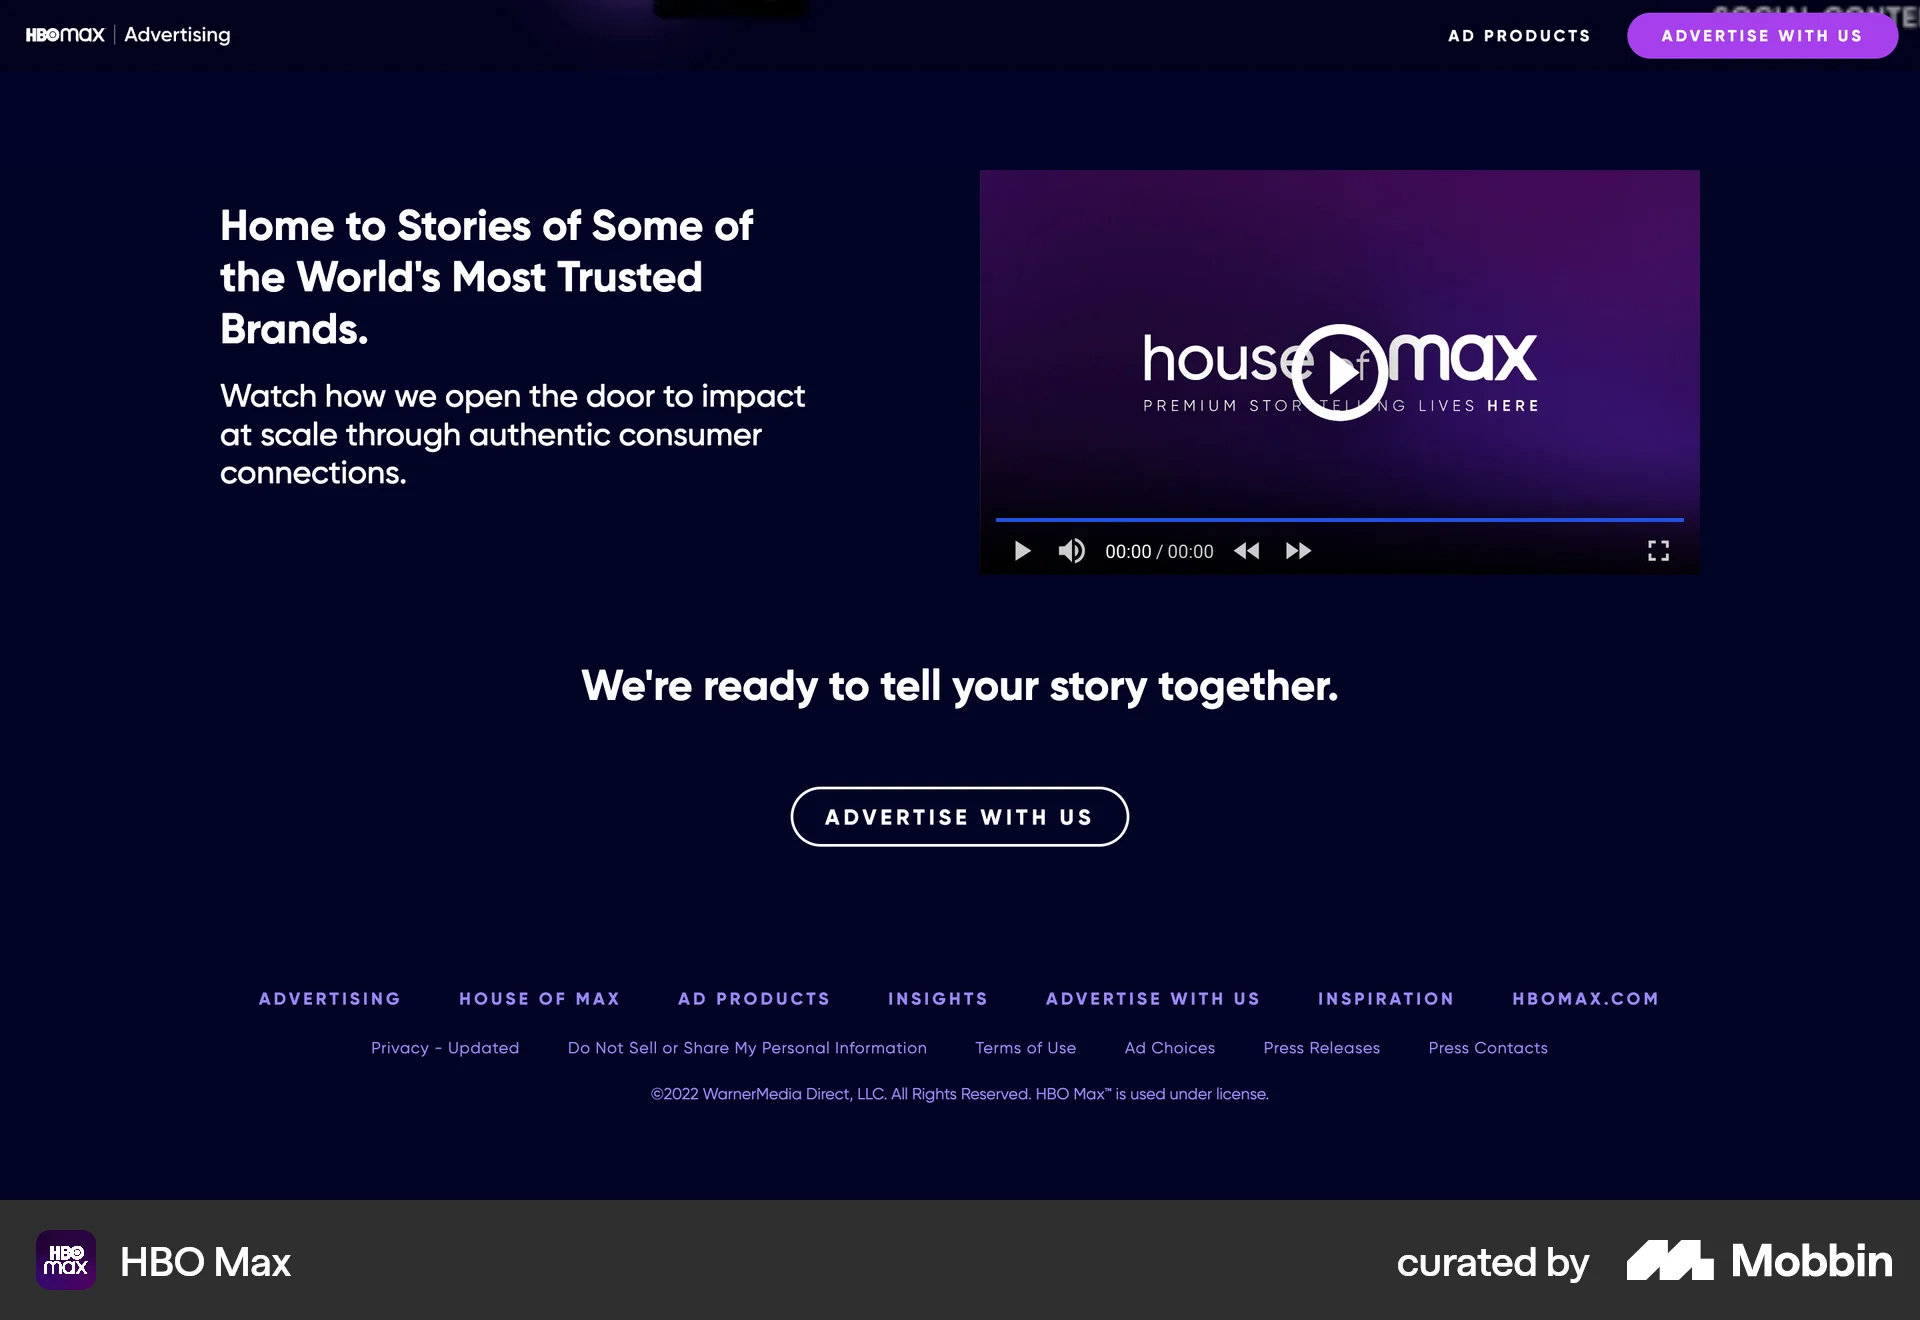 HBOmax | Advertising
AD PRODUCTS
ADVERTISE WITH US
Home to Stories of Some of
the World's Most Trusted
Brands.
Watch how we open the door to impact
at scale through authentic consumer
connections.
house of max
PREMIUM STORYTELLING LIVES HERE
00:00 / 00:00
We're ready to tell your story together.
ADVERTISE WITH US
ADVERTISING
HOUSE OF MAX
AD PRODUCTS
INSIGHTS
ADVERTISE WITH US
INSPIRATION
HBOMAX.COM
Privacy - Updated
Do Not Sell or Share My Personal Information
Terms of Use
Ad Choices
Press Releases
Press Contacts
©2022 WarnerMedia Direct, LLC. All Rights Reserved. HBO Max™ is used under license.
HBO
max
HBO Max
curated by
Mobbin